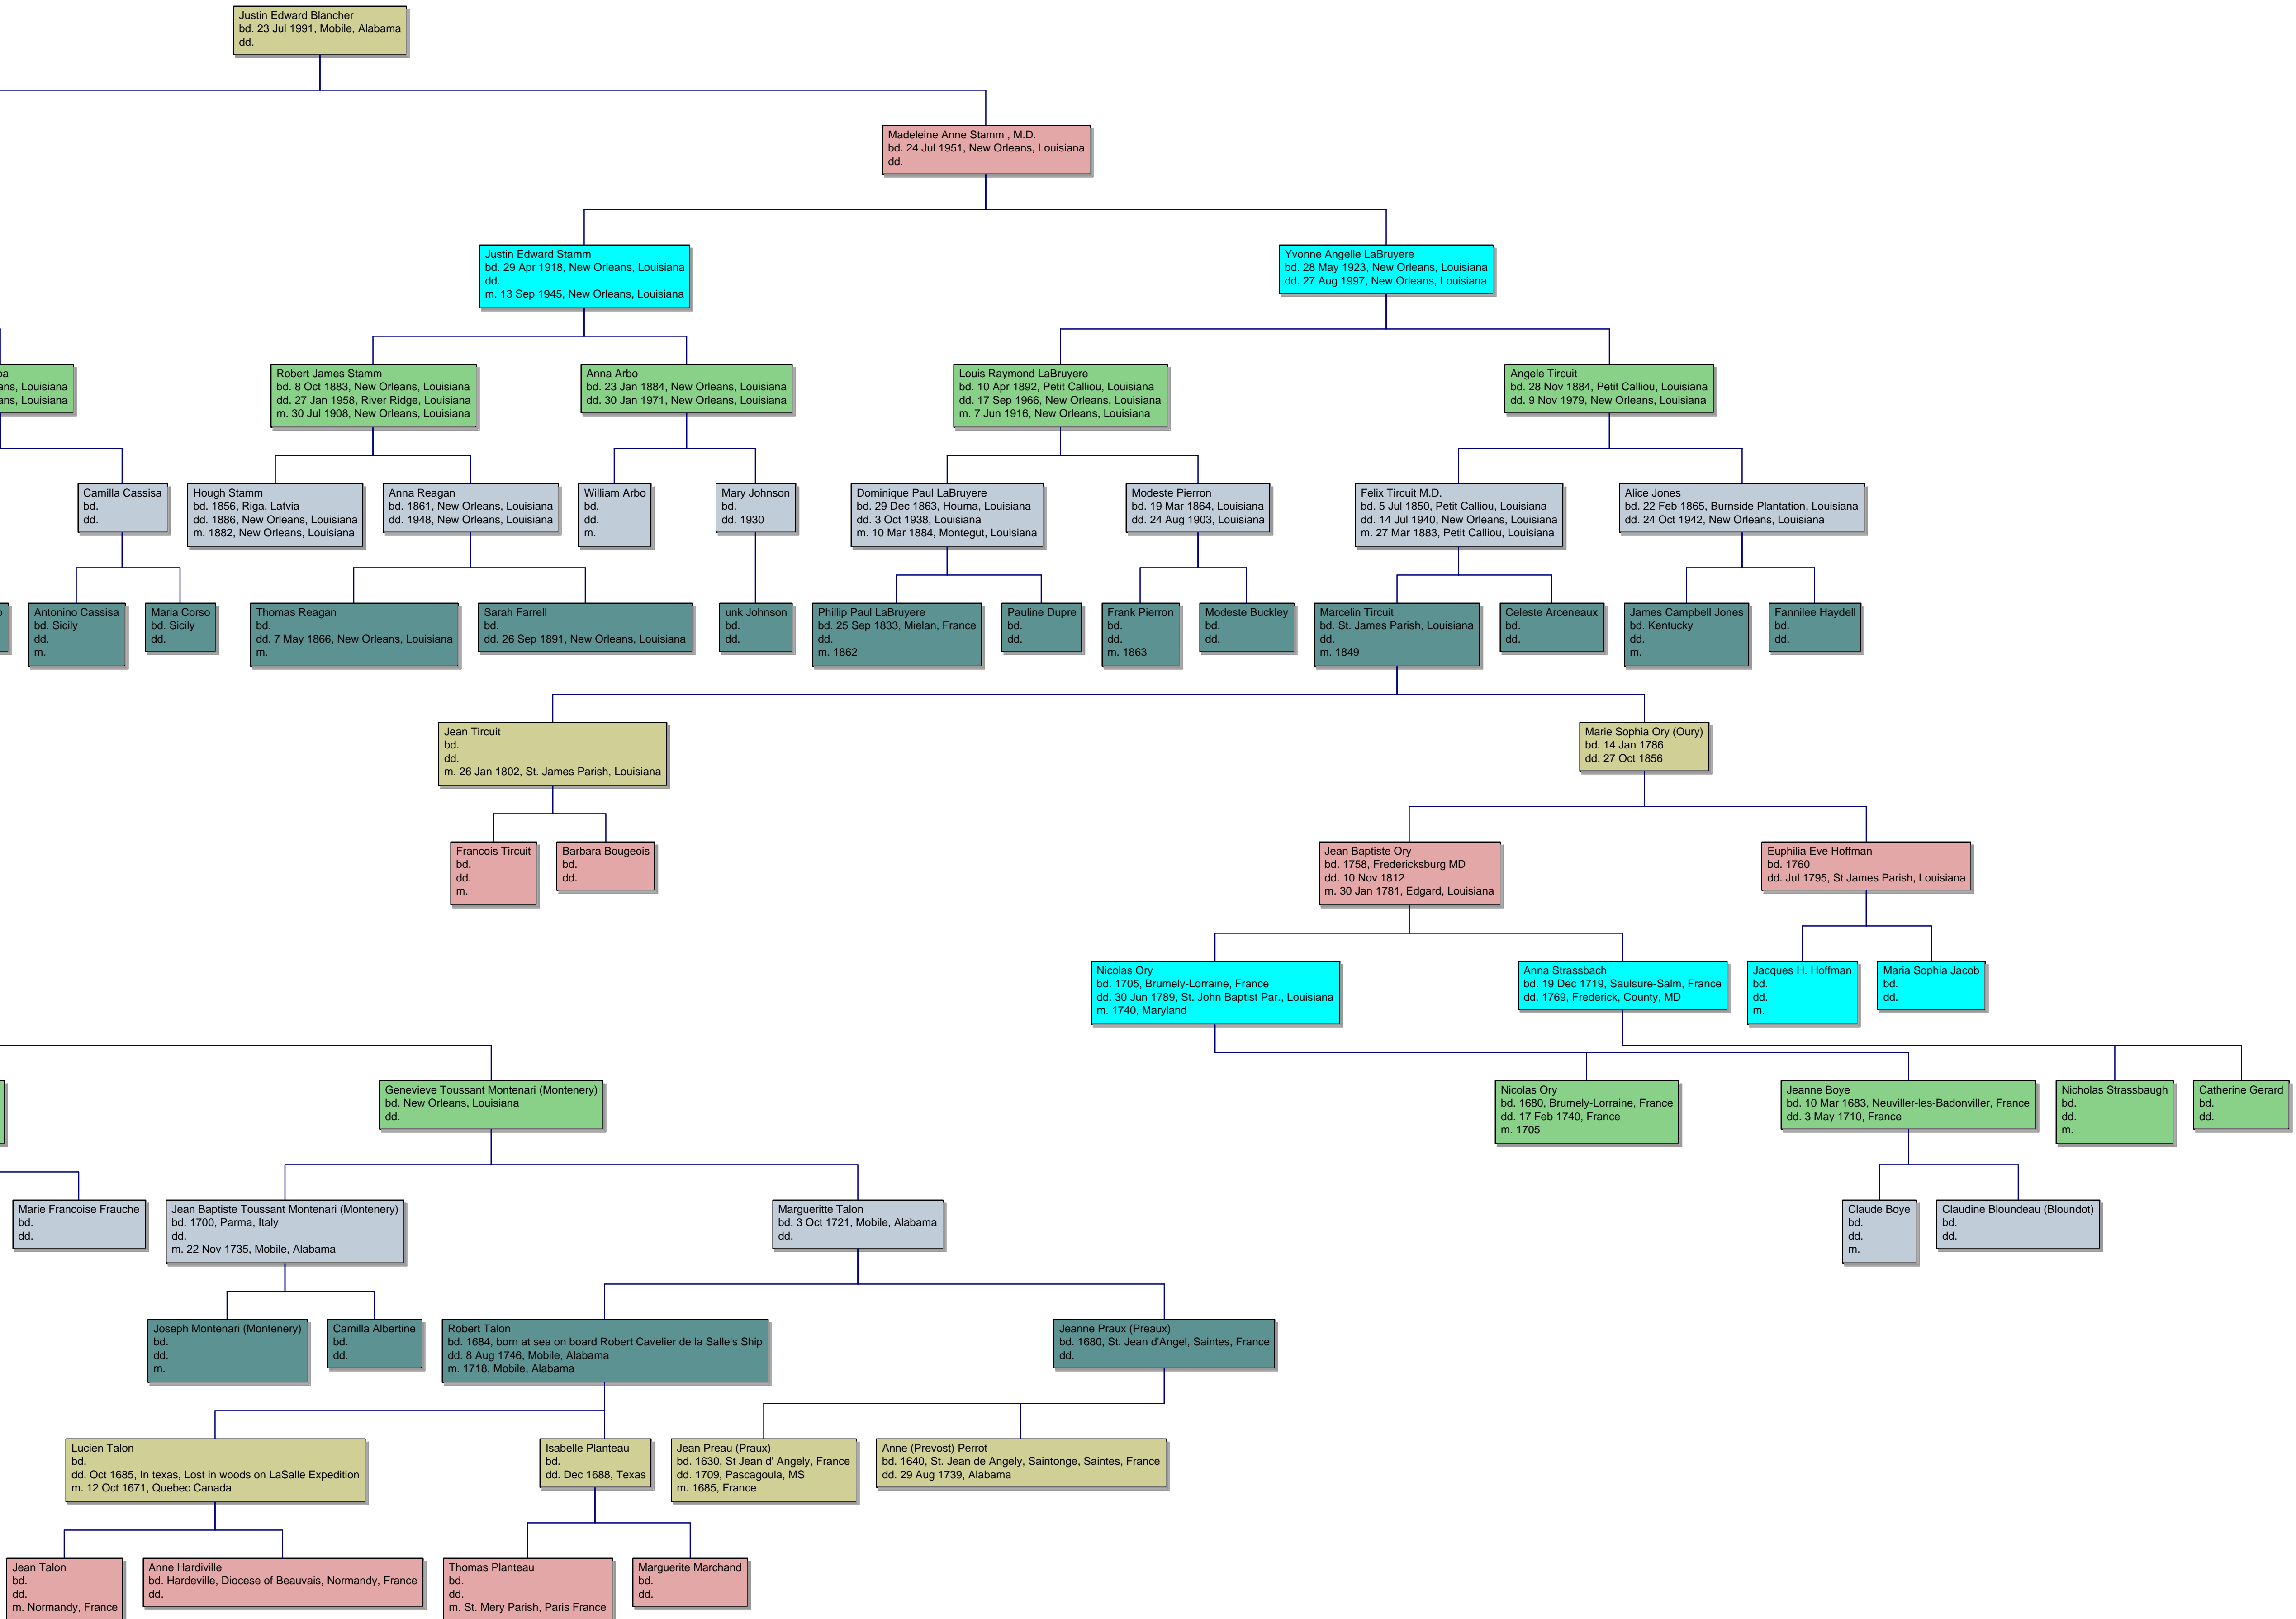 Justin Edward Blancher
bd. 23 Jul 1991, Mobile, Alabama
dd.
Madeleine Anne Stamm , M.D.
bd. 24 Jul 1951, New Orleans, Louisiana
dd.
Justin Edward Stamm
bd. 29 Apr 1918, New Orleans, Louisiana
dd.
m. 13 Sep 1945, New Orleans, Louisiana
Yvonne Angelle LaBruyere
bd. 28 May 1923, New Orleans, Louisiana
dd. 27 Aug 1997, New Orleans, Louisiana
ba
ans, Louisiana
ans, Louisiana
Robert James Stamm
bd. 8 Oct 1883, New Orleans, Louisiana
dd. 27 Jan 1958, River Ridge, Louisiana
m. 30 Jul 1908, New Orleans, Louisiana
Anna Arbo
bd. 23 Jan 1884, New Orleans, Louisiana
dd. 30 Jan 1971, New Orleans, Louisiana
Louis Raymond LaBruyere
bd. 10 Apr 1892, Petit Calliou, Louisiana
dd. 17 Sep 1966, New Orleans, Louisiana
m. 7 Jun 1916, New Orleans, Louisiana
Angele Tircuit
bd. 28 Nov 1884, Petit Calliou, Louisiana
dd. 9 Nov 1979, New Orleans, Louisiana
Camilla Cassisa
bd.
dd.
Hough Stamm
bd. 1856, Riga, Latvia
dd. 1886, New Orleans, Louisiana
m. 1882, New Orleans, Louisiana
Anna Reagan
bd. 1861, New Orleans, Louisiana
dd. 1948, New Orleans, Louisiana
William Arbo
bd.
dd.
m.
Mary Johnson
bd.
dd. 1930
Dominique Paul LaBruyere
bd. 29 Dec 1863, Houma, Louisiana
dd. 3 Oct 1938, Louisiana
m. 10 Mar 1884, Montegut, Louisiana
Modeste Pierron
bd. 19 Mar 1864, Louisiana
dd. 24 Aug 1903, Louisiana
Felix Tircuit M.D.
bd. 5 Jul 1850, Petit Calliou, Louisiana
dd. 14 Jul 1940, New Orleans, Louisiana
m. 27 Mar 1883, Petit Calliou, Louisiana
Alice Jones
bd. 22 Feb 1865, Burnside Plantation, Louisiana
dd. 24 Oct 1942, New Orleans, Louisiana
o
Antonino Cassisa
bd. Sicily
dd.
m.
Maria Corso
bd. Sicily
dd.
Thomas Reagan
bd.
dd. 7 May 1866, New Orleans, Louisiana
m.
Sarah Farrell
bd.
dd. 26 Sep 1891, New Orleans, Louisiana
unk Johnson
bd.
dd.
Phillip Paul LaBruyere
bd. 25 Sep 1833, Mielan, France
dd.
m. 1862
Pauline Dupre
bd.
dd.
Frank Pierron
bd.
dd.
m. 1863
Modeste Buckley
bd.
dd.
Marcelin Tircuit
bd. St. James Parish, Louisiana
dd.
m. 1849
Celeste Arceneaux
bd.
dd.
James Campbell Jones
bd. Kentucky
dd.
m.
Fannilee Haydell
bd.
dd.
Jean Tircuit
bd.
dd.
m. 26 Jan 1802, St. James Parish, Louisiana
Marie Sophia Ory (Oury)
bd. 14 Jan 1786
dd. 27 Oct 1856
Francois Tircuit
bd.
dd.
m.
Barbara Bougeois
bd.
dd.
Jean Baptiste Ory
bd. 1758, Fredericksburg MD
dd. 10 Nov 1812
m. 30 Jan 1781, Edgard, Louisiana
Euphilia Eve Hoffman
bd. 1760
dd. Jul 1795, St James Parish, Louisiana
Nicolas Ory
bd. 1705, Brumely-Lorraine, France
dd. 30 Jun 1789, St. John Baptist Par., Louisiana
m. 1740, Maryland
Anna Strassbach
bd. 19 Dec 1719, Saulsure-Salm, France
dd. 1769, Frederick, County, MD
Jacques H. Hoffman
bd.
dd.
m.
Maria Sophia Jacob
bd.
dd.
Genevieve Toussant Montenari (Montenery)
bd. New Orleans, Louisiana
dd.
Nicolas Ory
bd. 1680, Brumely-Lorraine, France
dd. 17 Feb 1740, France
m. 1705
Jeanne Boye
bd. 10 Mar 1683, Neuviller-les-Badonviller, France
dd. 3 May 1710, France
Nicholas Strassbaugh
bd.
dd.
m.
Catherine Gerard
bd.
dd.
Marie Francoise Frauche
bd.
dd.
Jean Baptiste Toussant Montenari (Montenery)
bd. 1700, Parma, Italy
dd.
m. 22 Nov 1735, Mobile, Alabama
Margueritte Talon
bd. 3 Oct 1721, Mobile, Alabama
dd.
Claude Boye
bd.
dd.
m.
Claudine Bloundeau (Bloundot)
bd.
dd.
Joseph Montenari (Montenery)
bd.
dd.
m.
Camilla Albertine
bd.
dd.
Robert Talon
bd. 1684, born at sea on board Robert Cavelier de la Salle's Ship
dd. 8 Aug 1746, Mobile, Alabama
m. 1718, Mobile, Alabama
Jeanne Praux (Preaux)
bd. 1680, St. Jean d'Angel, Saintes, France
dd.
Lucien Talon
bd.
dd. Oct 1685, In texas, Lost in woods on LaSalle Expedition
m. 12 Oct 1671, Quebec Canada
Isabelle Planteau
bd.
dd. Dec 1688, Texas
Jean Preau (Praux)
bd. 1630, St Jean d' Angely, France
dd. 1709, Pascagoula, MS
m. 1685, France
Anne (Prevost) Perrot
bd. 1640, St. Jean de Angely, Saintonge, Saintes, France
dd. 29 Aug 1739, Alabama
Jean Talon
bd.
dd.
m. Normandy, France
Anne Hardiville
bd. Hardeville, Diocese of Beauvais, Normandy, France
dd.
Thomas Planteau
bd.
dd.
m. St. Mery Parish, Paris France
Marguerite Marchand
bd.
dd.